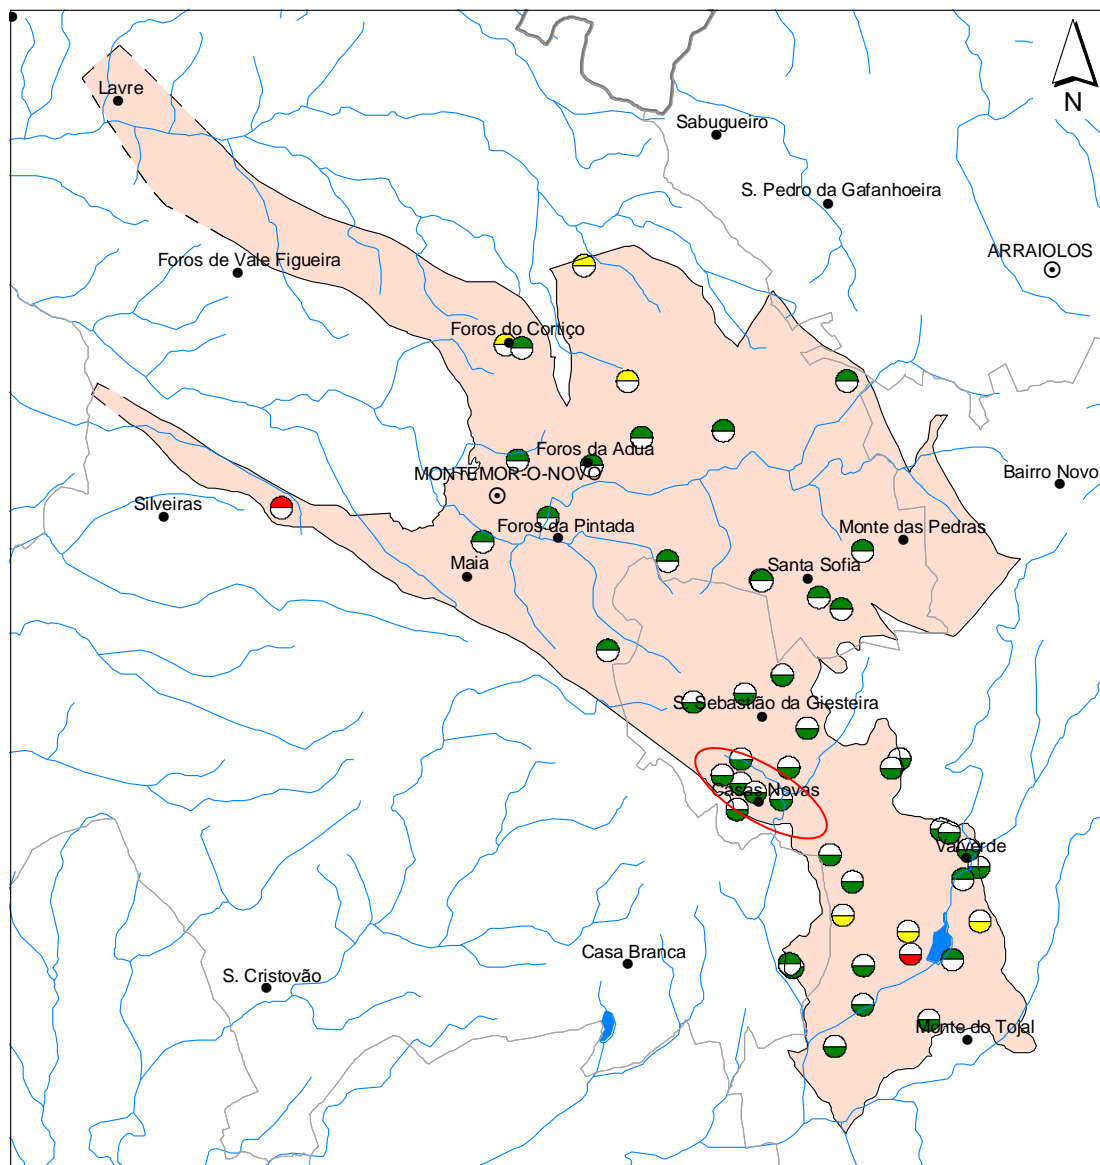 Lavre
N
Sabugueiro
S. Pedro da Gafanhoeira
ARRAIOLOS
Foros de Vale Figueira
Foros do Cortiço
Foros da Adua
MONTEMOR-O-NOVO
Bairro Novo
Silveiras
Foros da Pintada
Monte das Pedras
Maia
Santa Sofia
S. Sebastião da Giesteira
Casas Novas
Valverde
Casa Branca
S. Cristovão
Monte do Tojal